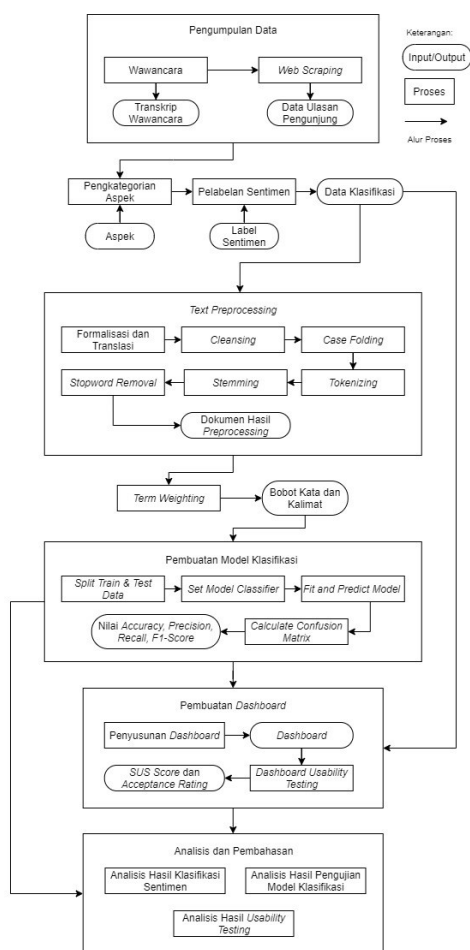 Pengumpulan Data
Keterangan:
Input/Output
Proses
Alur Proses
Wawancara
Web Scraping
Transkrip
Wawancara
Data Ulasan
Pengunjung
Pengkategorian
Aspek
Pelabelan Sentimen
Data Klasifikasi
Aspek
Label
Sentimen
Text Preprocessing
Formalisasi dan
Translasi
Cleansing
Case Folding
Stopword Removal
Stemming
Tokenizing
Dokumen Hasil
Preprocessing
Term Weighting
Bobot Kata dan
Kalimat
Pembuatan Model Klasifikasi
Split Train & Test
Data
Set Model Classifier
Fit and Predict Model
Nilai Accuracy, Precision,
Recall, F1-Score
Calculate Confusion
Matrix
Pembuatan Dashboard
Penyusunan Dashboard
Dashboard
SUS Score dan
Acceptance Rating
Dashboard Usability
Testing
Analisis dan Pembahasan
Analisis Hasil Klasifikasi
Sentimen
Analisis Hasil Pengujian
Model Klasifikasi
Analisis Hasil Usability
Testing